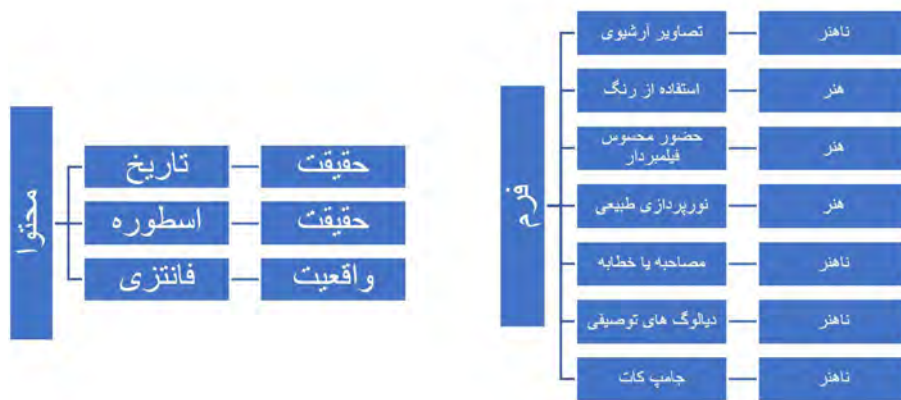 فرم
تصاویر آرشیوی
ناهنر
استفاده از رنگ
هنر
حضور محسوس
فیلمبردار
هنر
نورپردازی طبیعی
هنر
مصاحبه یا خطابه
ناهنر
دیالوگ های توصیفی
ناهنر
جامپ کات
ناهنر
محتوا
تاریخ
حقیقت
اسطوره
حقیقت
فانتزی
واقعیت